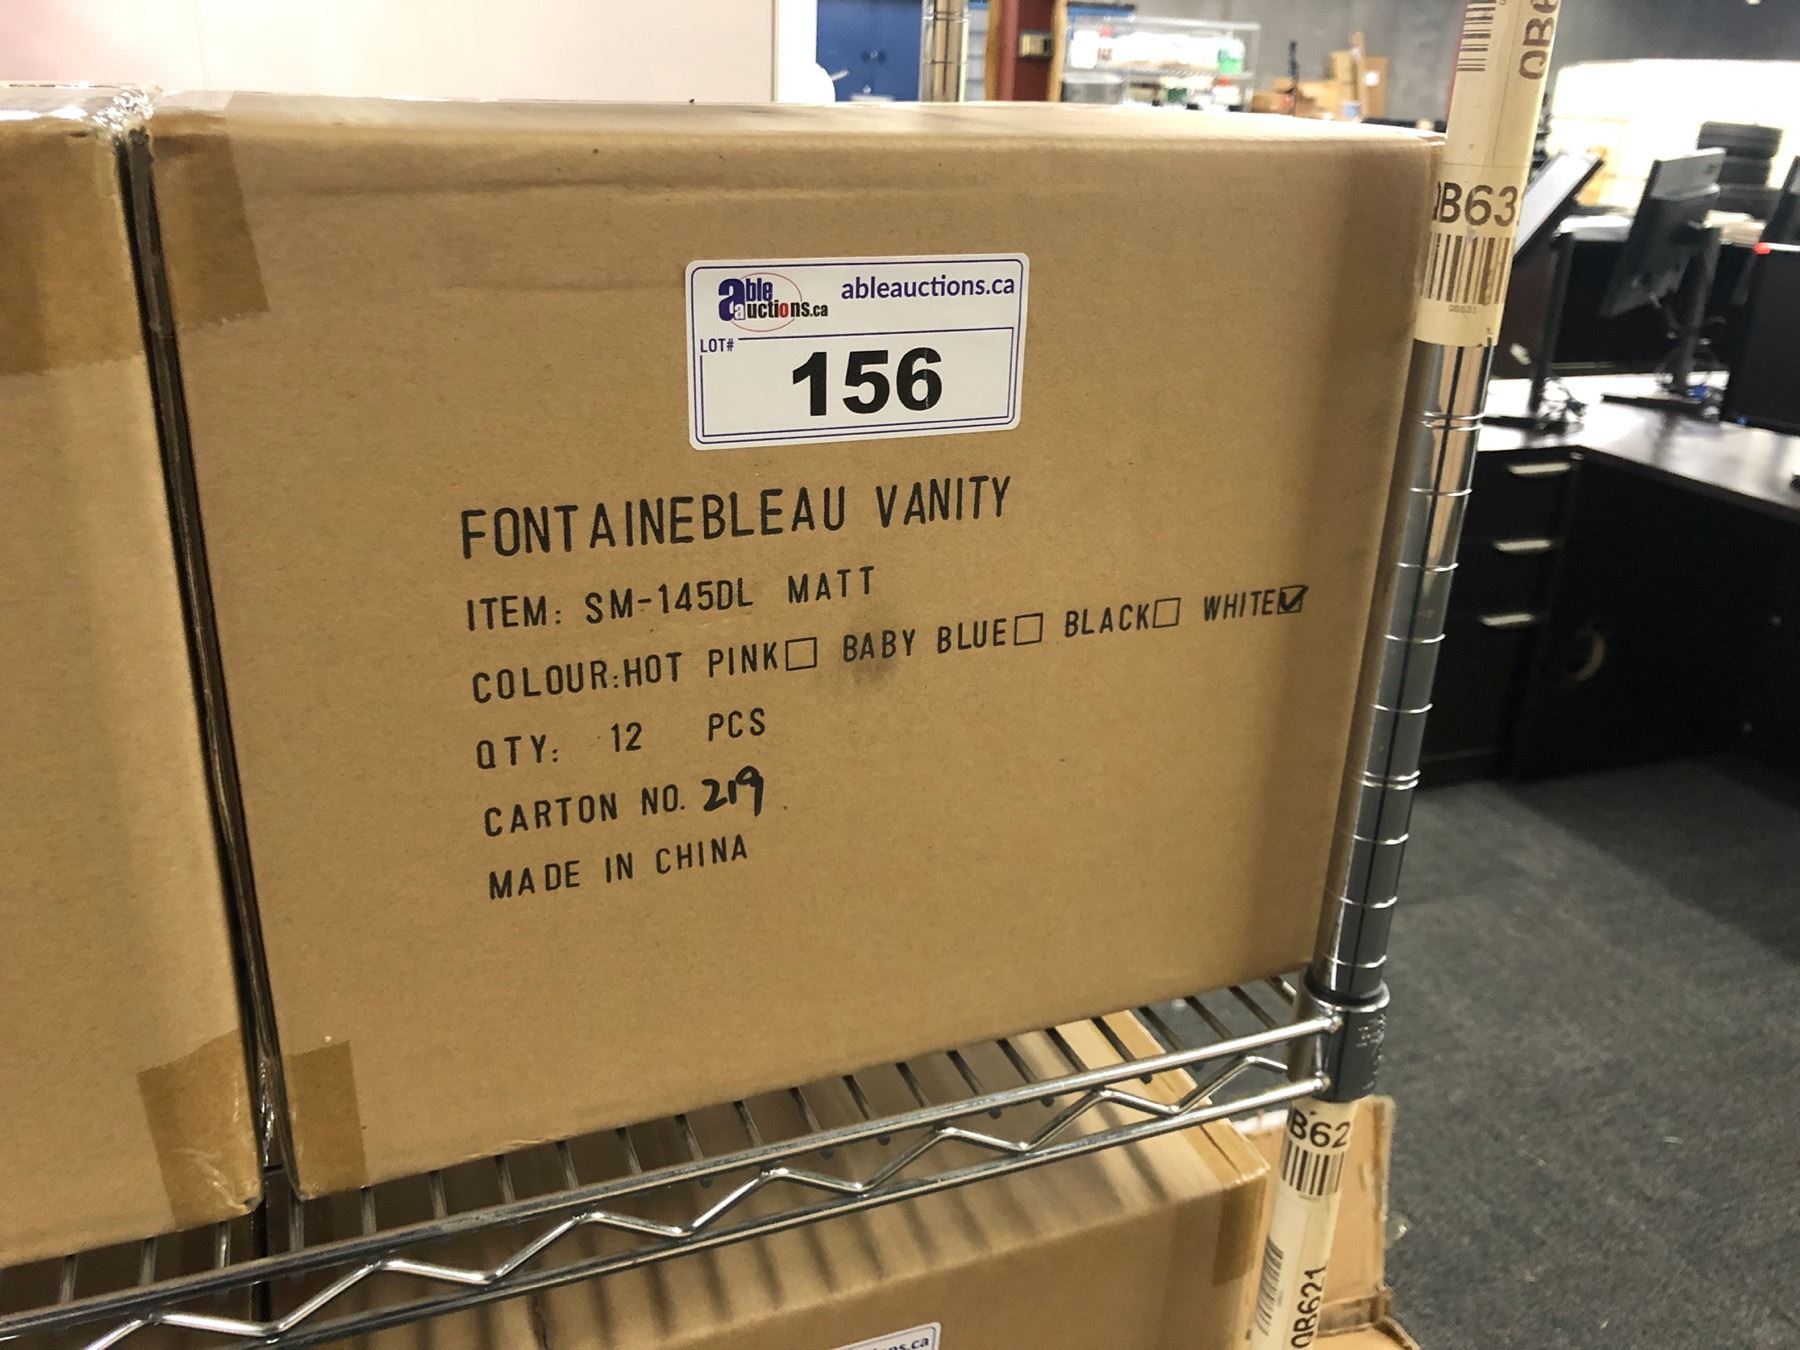 able auctions.ca
ableauctions.ca
LOT#
156
FONTAINEBLEAU VANITY
ITEM: SM-145DL MATT
COLOUR:HOT PINK☐ BABY BLUE☐ BLACK☐ WHITE☑
QTY: 12 PCS
CARTON NO. 219
MADE IN CHINA
QB621